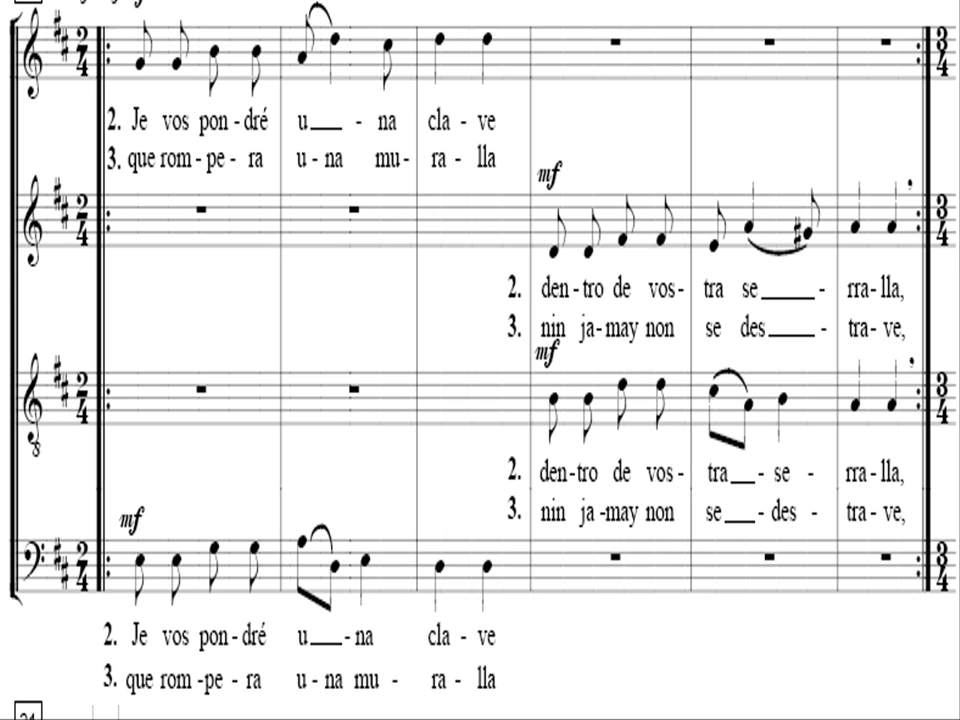 2. Je vos pon - dré u - na cla - ve
3. que rom - pe - ra u - na mu - ra - lla
mf
2. den - tro de vos - tra se - rra - lla,
3. nin ja - may non se des - tra - ve,
mf
8
2. den - tro de vos - tra - se - rra - lla,
3. nin ja - may non se - des - tra - ve,
mf
2. Je vos pon - dré u - na cla - ve
3. que rom - pe - ra u - na mu - ra - lla